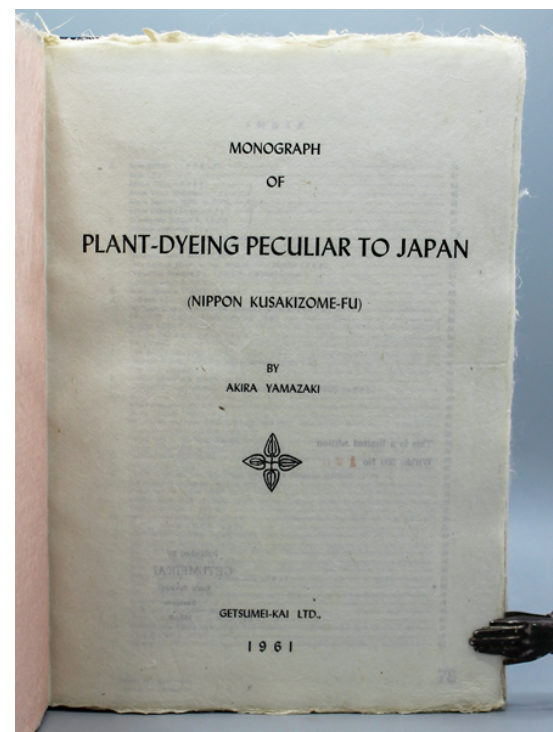 MONOGRAPH
OF
PLANT-DYEING PECULIAR TO JAPAN
(NIPPON KUSAKIZOME-FU)
BY
AKIRA YAMAZAKI
GETSUMEI-KAI LTD..
1961